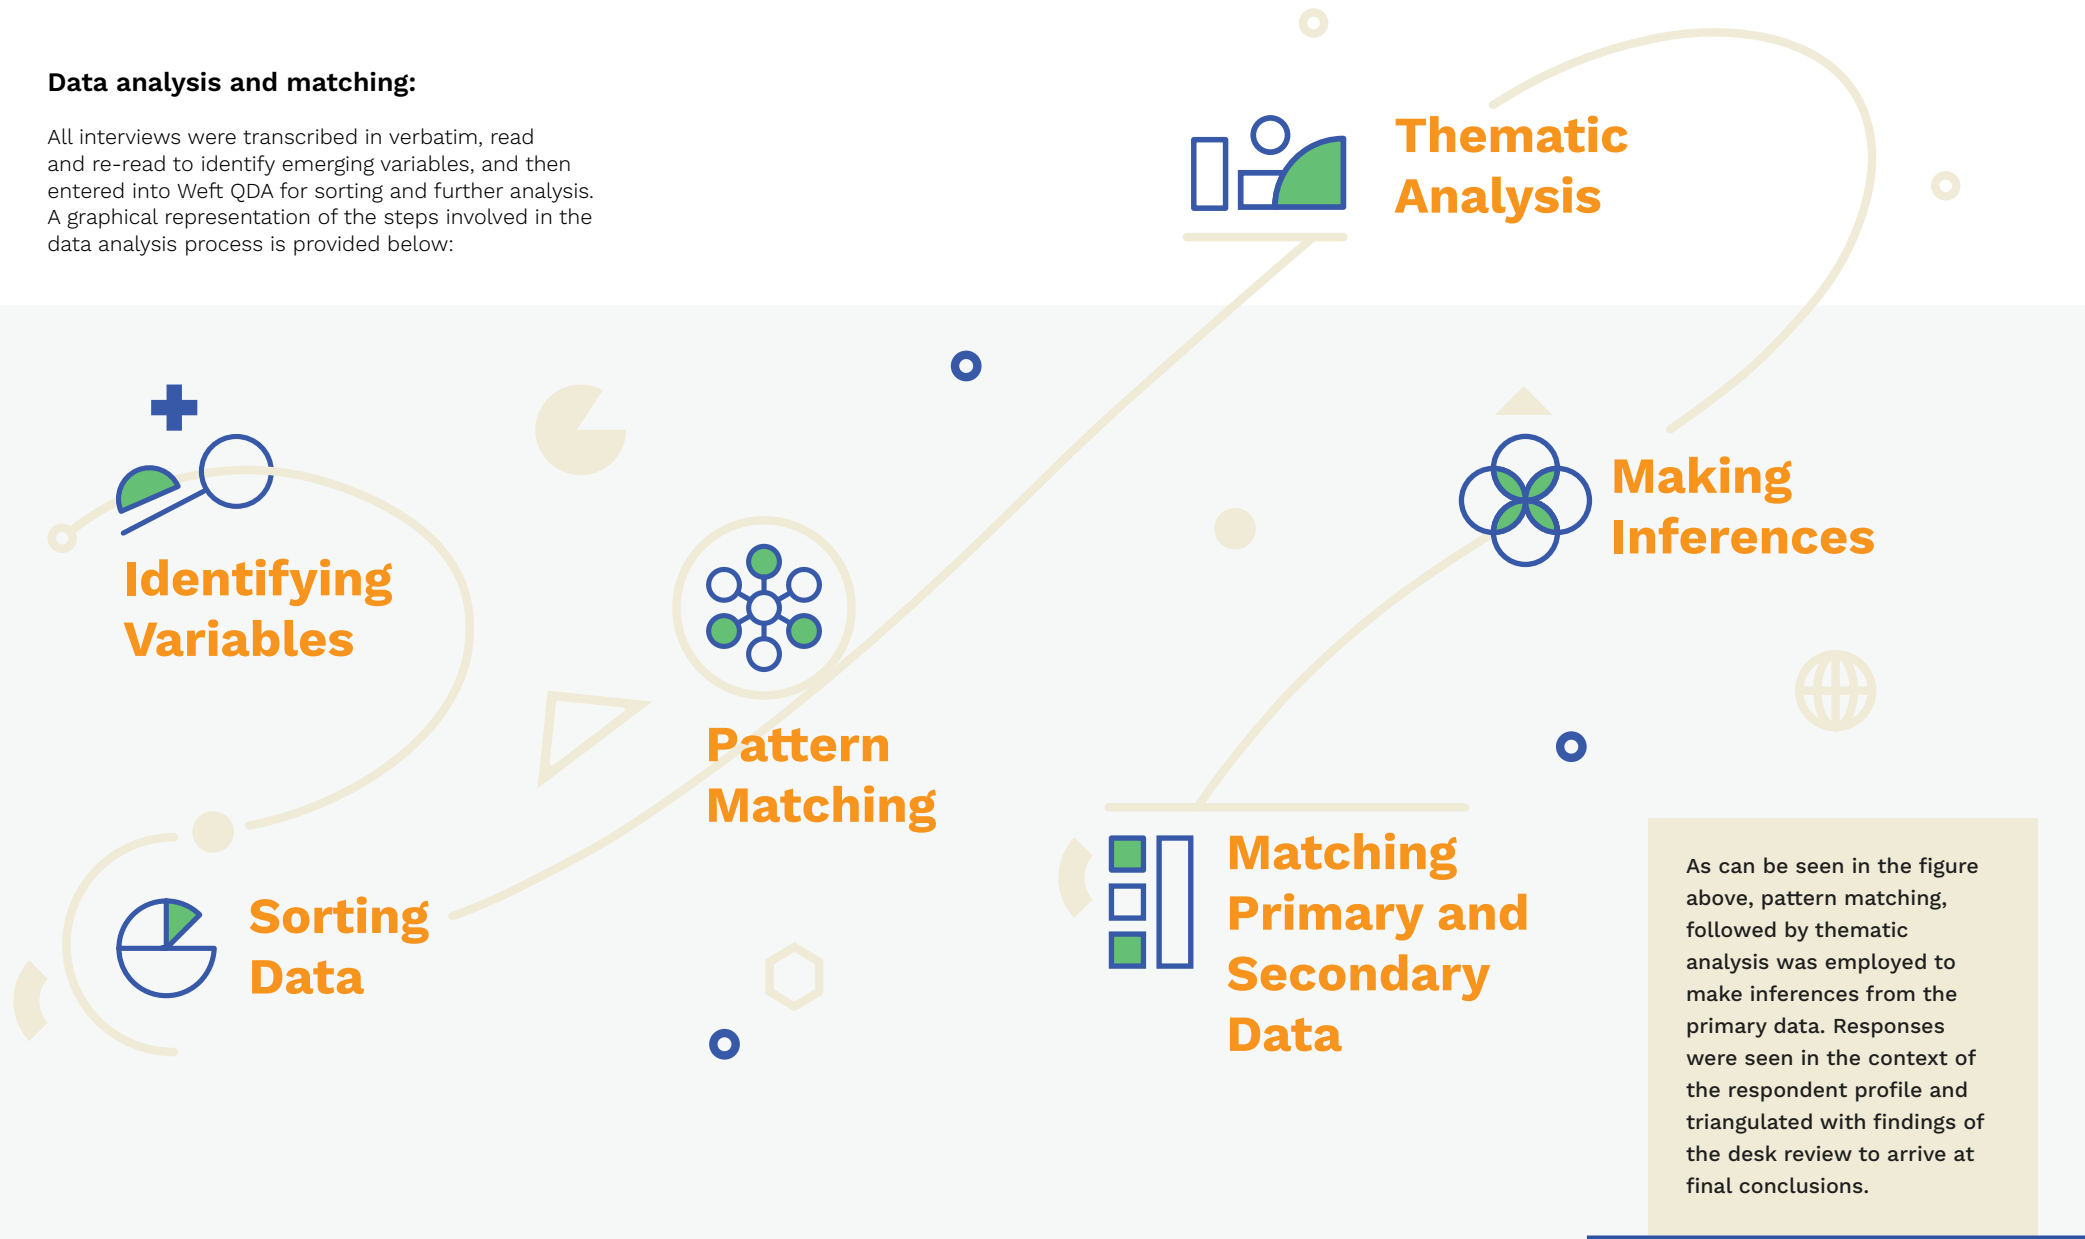 Data analysis and matching:
All interviews were transcribed in verbatim, read
and re-read to identify emerging variables, and then
entered into Weft QDA for sorting and further analysis.
A graphical representation of the steps involved in the
data analysis process is provided below:
Identifying
Variables
Sorting
Data
Pattern
Matching
Thematic
Analysis
Making
Inferences
Matching
Primary and
Secondary
Data
As can be seen in the figure
above, pattern matching,
followed by thematic
analysis was employed to
make inferences from the
primary data. Responses
were seen in the context of
the respondent profile and
triangulated with findings of
the desk review to arrive at
final conclusions.